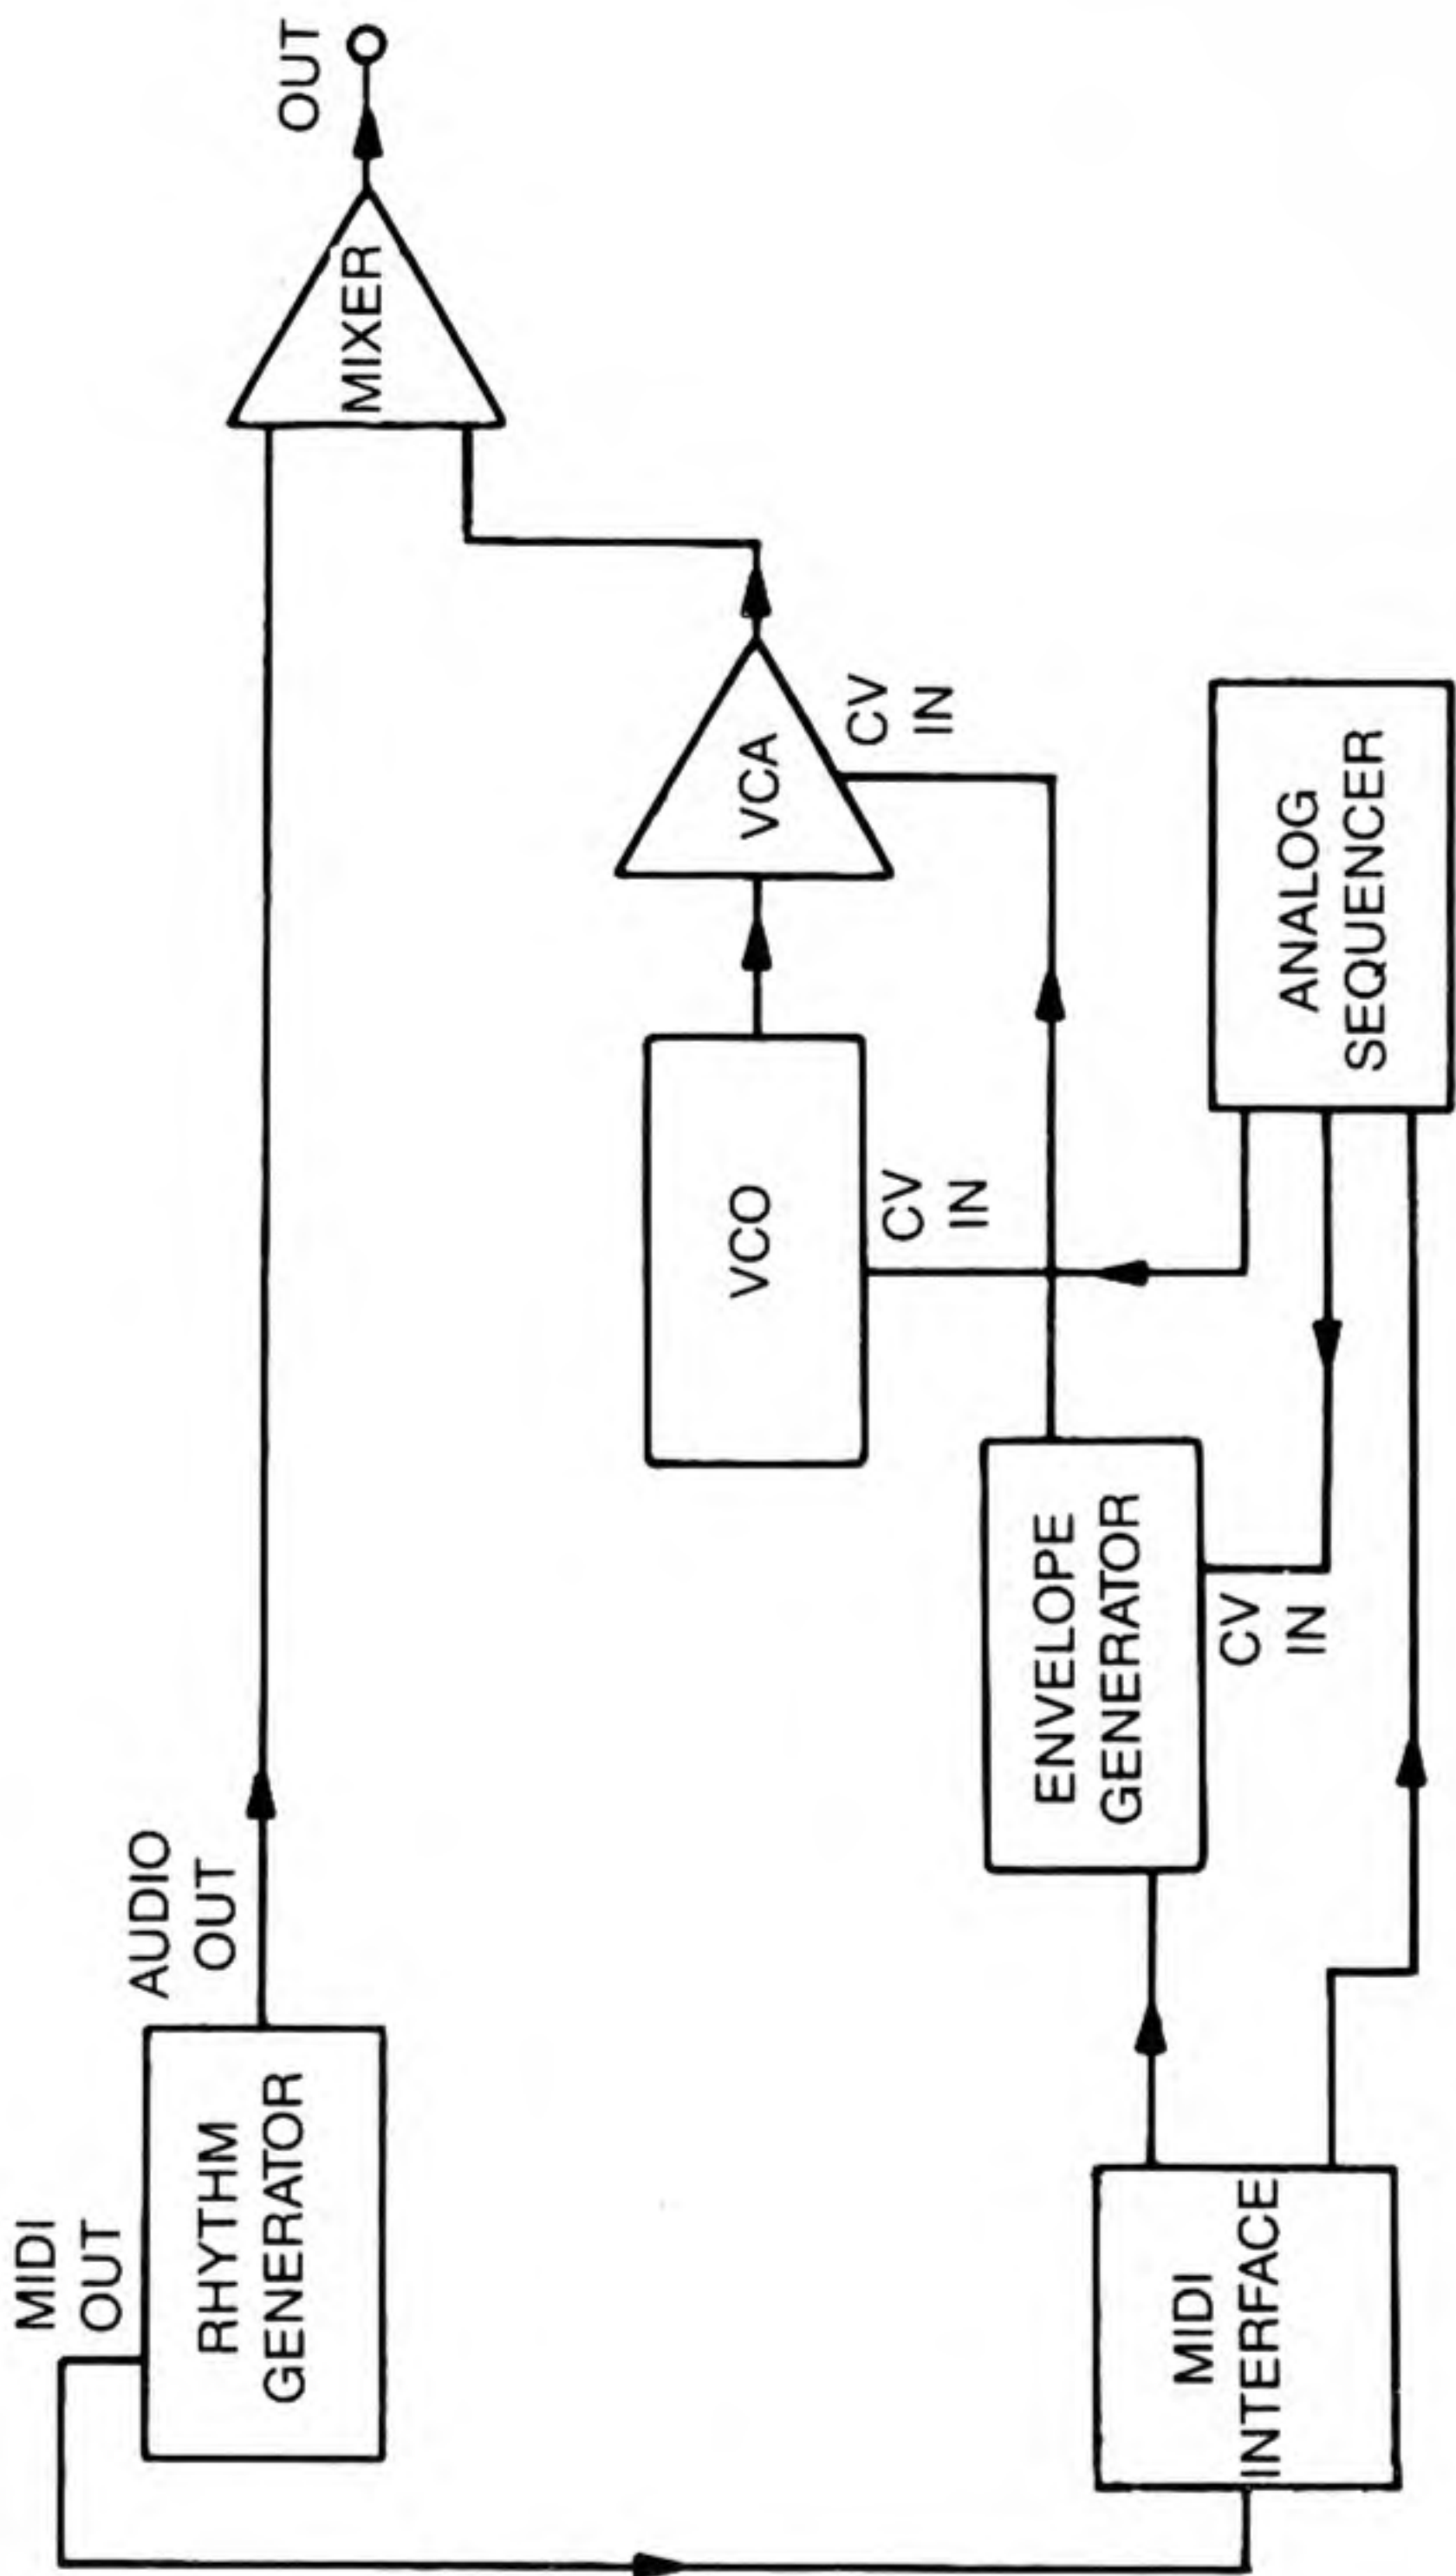 MIDI
OUT
RHYTHM
GENERATOR
AUDIO
OUT
MIXER
OUT
VCO
CV
IN
VCA
CV
IN
MIDI
INTERFACE
ENVELOPE
GENERATOR
CV
IN
ANALOG
SEQUENCER